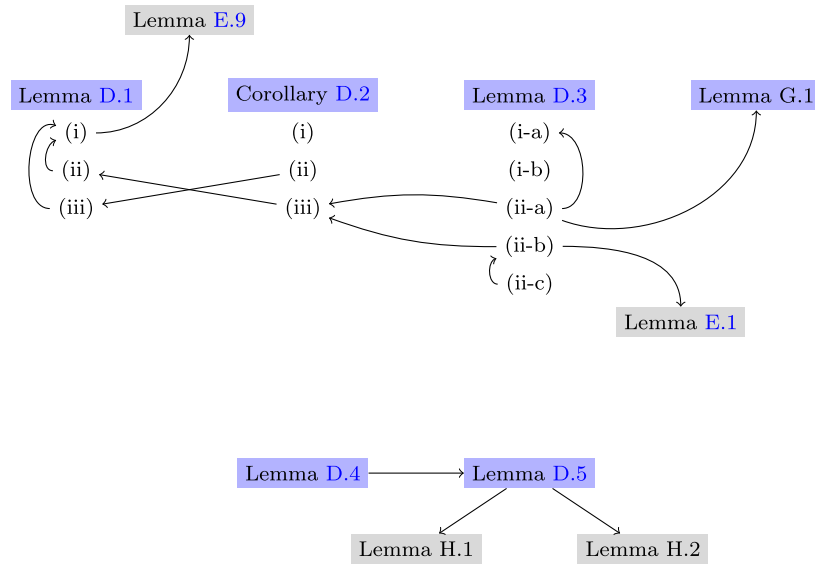 Lemma E.9
Lemma D.1 Corollary D.2 Lemma D.3 Lemma G.1
(i) (i) (i-a)
(ii) (ii) (i-b)
(iii) (iii) (ii-a)
(ii-b)
(ii-c)
Lemma E.1
Lemma D.4 Lemma D.5
Lemma H.1 Lemma H.2